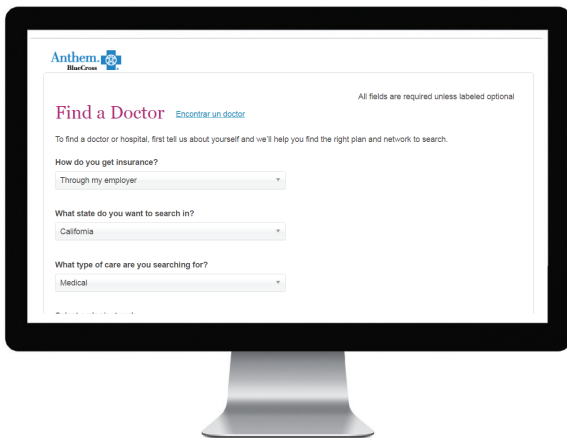 Anthem.
BlueCross
All fields are required unless labeled optional
Find a Doctor Encontrar un doctor
To find a doctor or hospital, first tell us about yourself and we'll help you find the right plan and network to search.
How do you get insurance?
Through my employer
What state do you want to search in?
California
What type of care are you searching for?
Medical